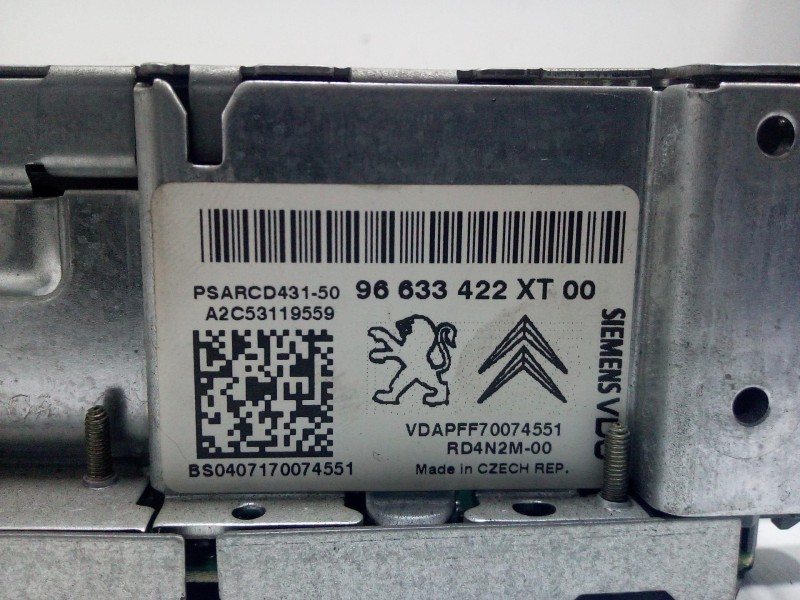 PSARCD431-50 96 633 422 XT 00
A2C53119559
SIEMENS VDO
VDAPFF70074551
RD4N2M-00
BS0407170074551
Made in CZECH REP.